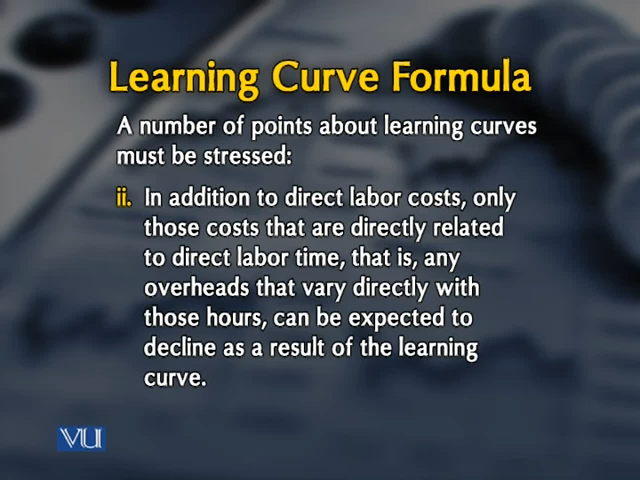 Learning Curve Formula
A number of points about learning curves
must be stressed:
ii. In addition to direct labor costs, only
those costs that are directly related
to direct labor time, that is, any
overheads that vary directly with
those hours, can be expected to
decline as a result of the learning
curve.
VU